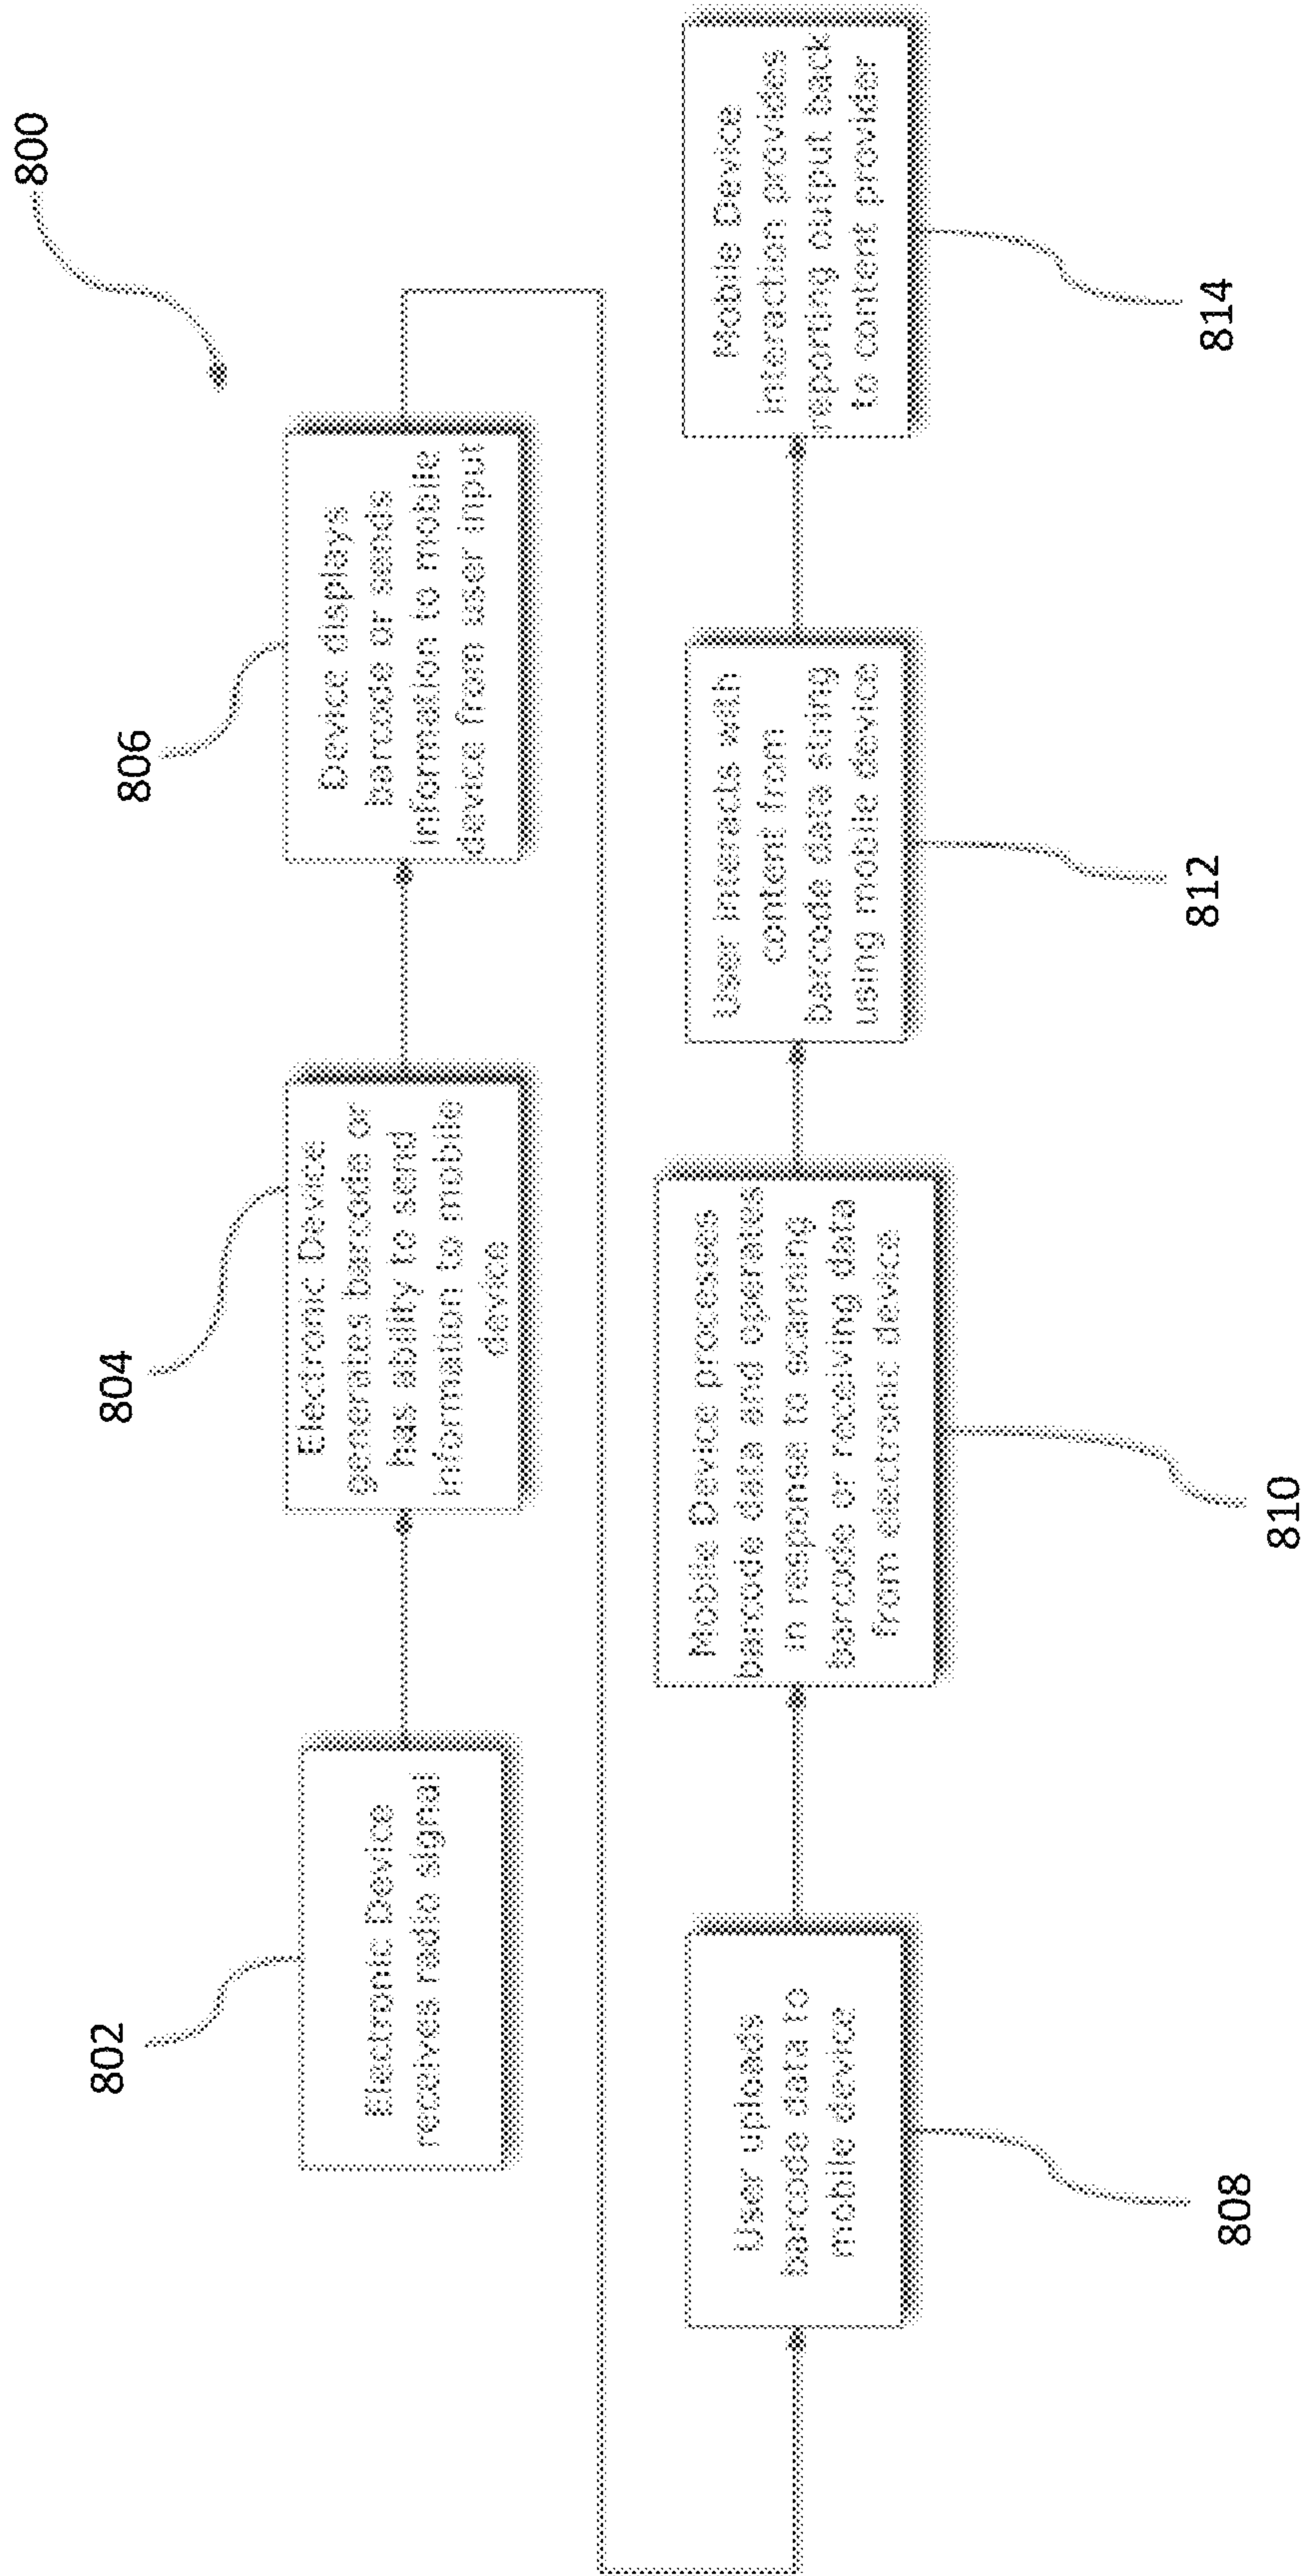 800
802
Electronic Device
receives radio signal
804
Electronic Device
generates barcode or
has ability to send
information to mobile
device
806
Device displays
barcode or sends
information to mobile
device from user input
User uploads
barcode data to
mobile device
808
Mobile Device processes
barcode data and operates
in response to scanning
barcode or receiving data
from electronic device
810
User interacts with
content from
barcode data string
using mobile device
812
Mobile Device
interaction provides
reporting output back
to content provider
814